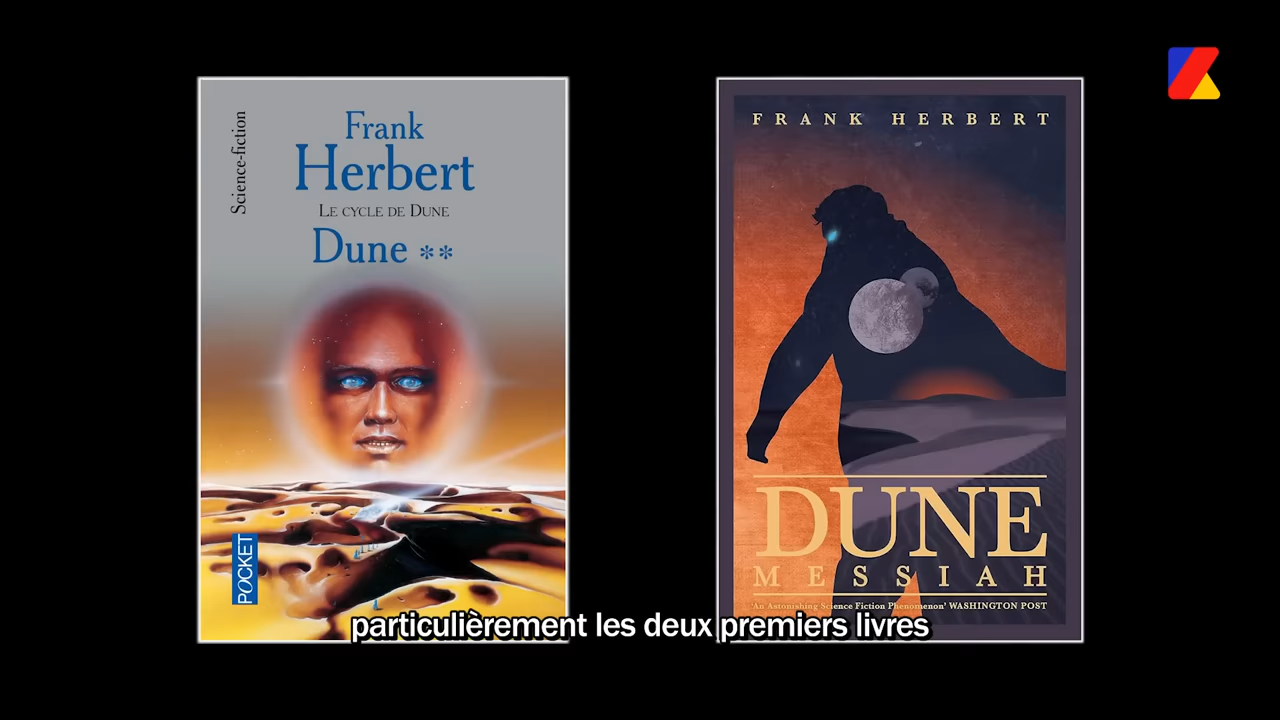 Science-fiction
Frank
Herbert
LE CYCLE DE DUNE
Dune **
POCKET
FRANK HERBERT
DUNE
MESSIAH
'An Astonishing Science Fiction Phenomenon' WASHINGTON POST
particulièrement les deux premiers livres